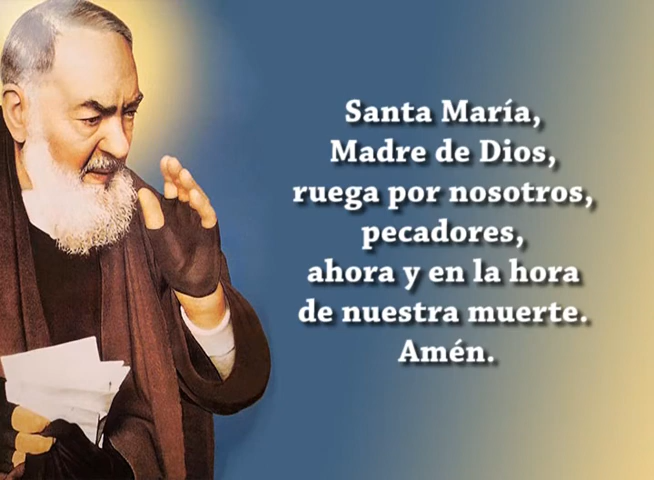 Santa María,
Madre de Dios,
ruega por nosotros,
pecadores,
ahora y en la hora
de nuestra muerte.
Amén.